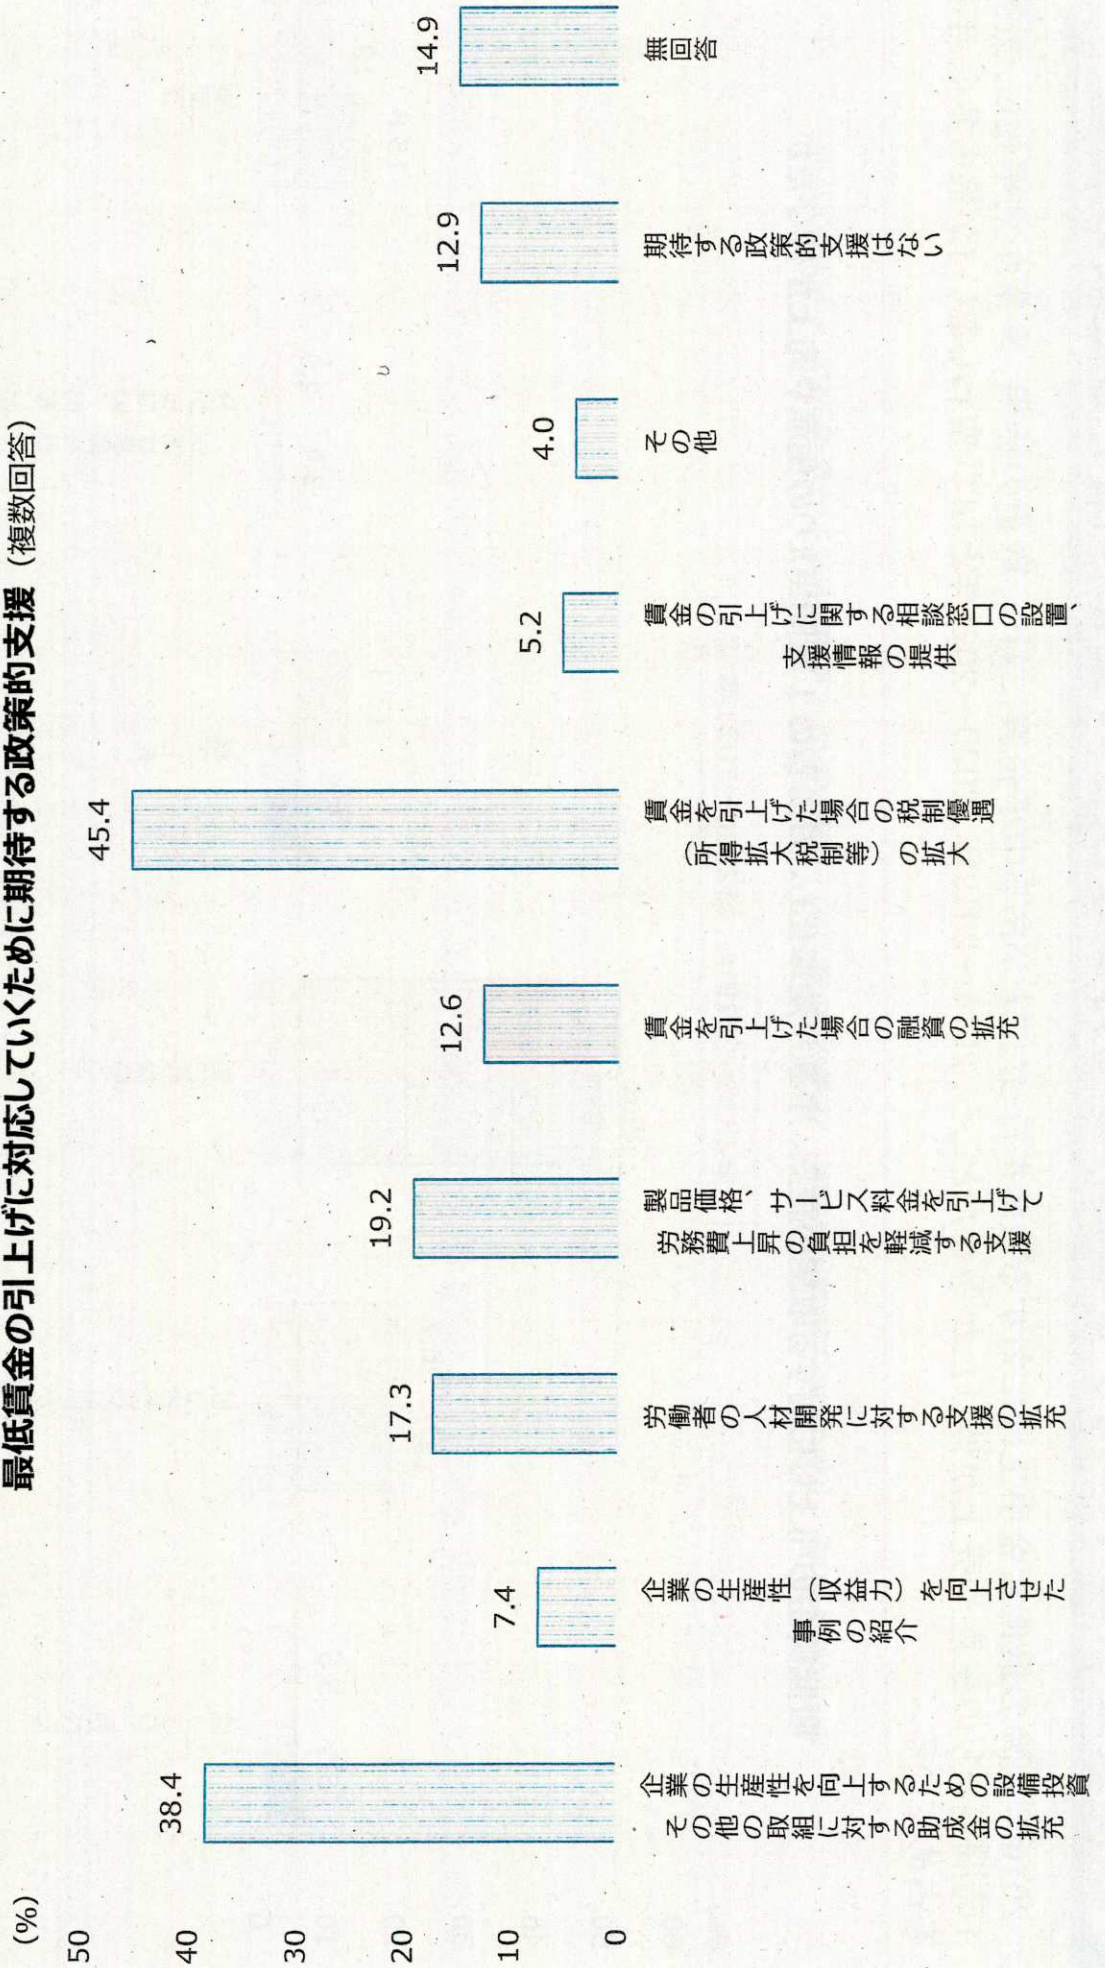 最低賃金の引上げに対応していくために期待する政策的支援（複数回答）
(%)
50
40
30
20
10
0
38.4
企業の生産性を向上するための設備投資
その他の取組に対する助成金の拡充
7.4
企業の生産性（収益力）を向上させた
事例の紹介
17.3
労働者の人材開発に対する支援の拡充
19.2
製品価格、サービス料金を引上げて
労務費上昇の負担を軽減する支援
12.6
賃金を引上げた場合の融資の拡充
45.4
賃金を引上げた場合の税制優遇
（所得拡大税制等）の拡大
5.2
賃金の引上げに関する相談窓口の設置、
支援情報の提供
4.0
その他
12.9
期待する政策的支援はない
14.9
無回答